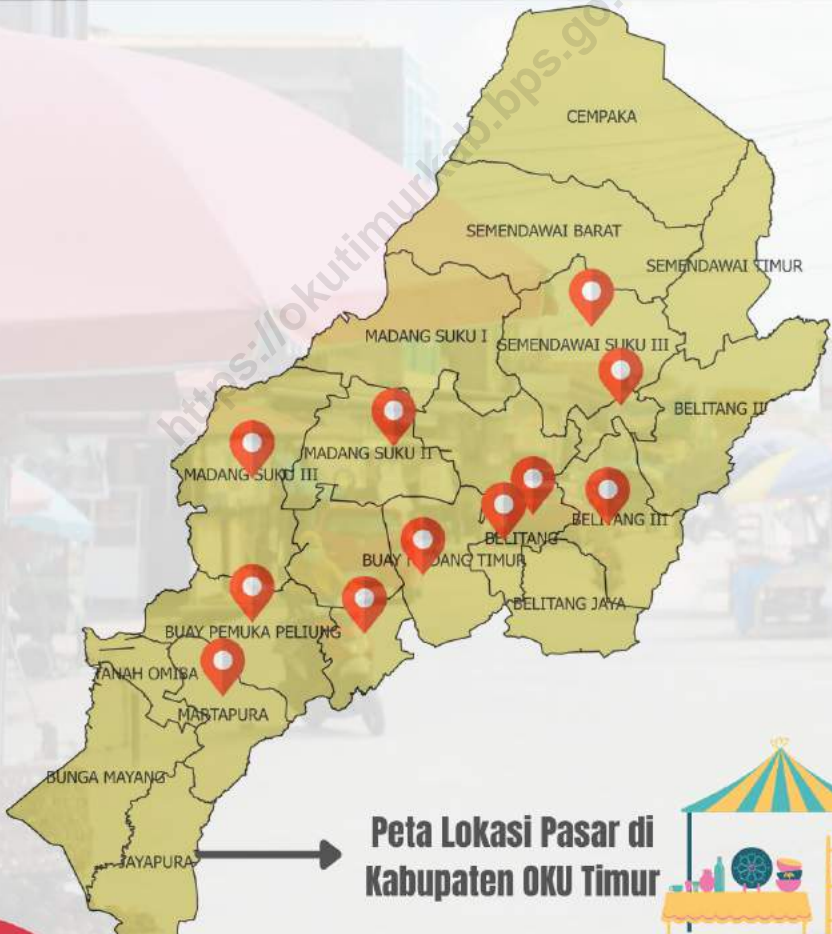 https://okutimurkab.bps.go.
CEMPAKA
SEMENDAWAI BARAT
SEMENDAWAI TIMUR
MADANG SUKU I
SEMENDAWAI SUKU III
BELITANG II
MADANG SUKU II
MADANG SUKU III
BELITANG III
BELITANG
BUAY MADANG TIMUR
BELITANG JAYA
BUAY PEMUKA PELIUNG
TANAH OMIBA
MARTAPURA
BUNGA MAYANG
JAYAPURA
Peta Lokasi Pasar di
Kabupaten OKU Timur